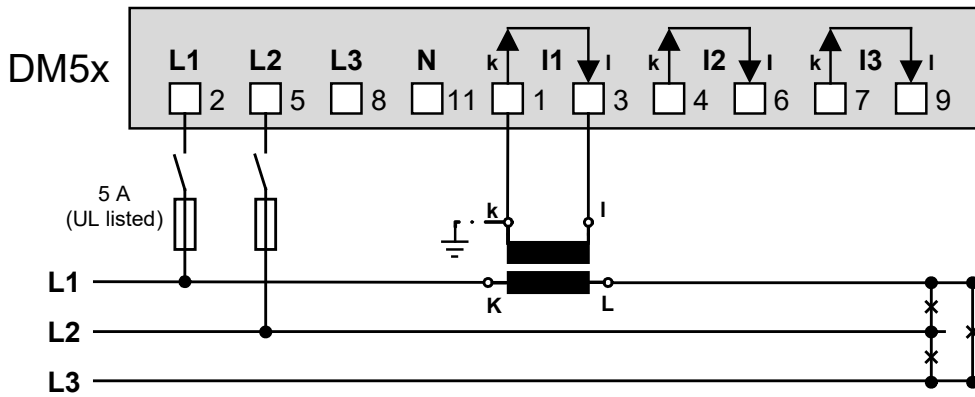 DM5x
L1 L2 L3 N k I1 l k I2 l k I3 l
2 5 8 11 1 3 4 6 7 9
5 A
(UL listed)
k l
L1 K L
L2
L3